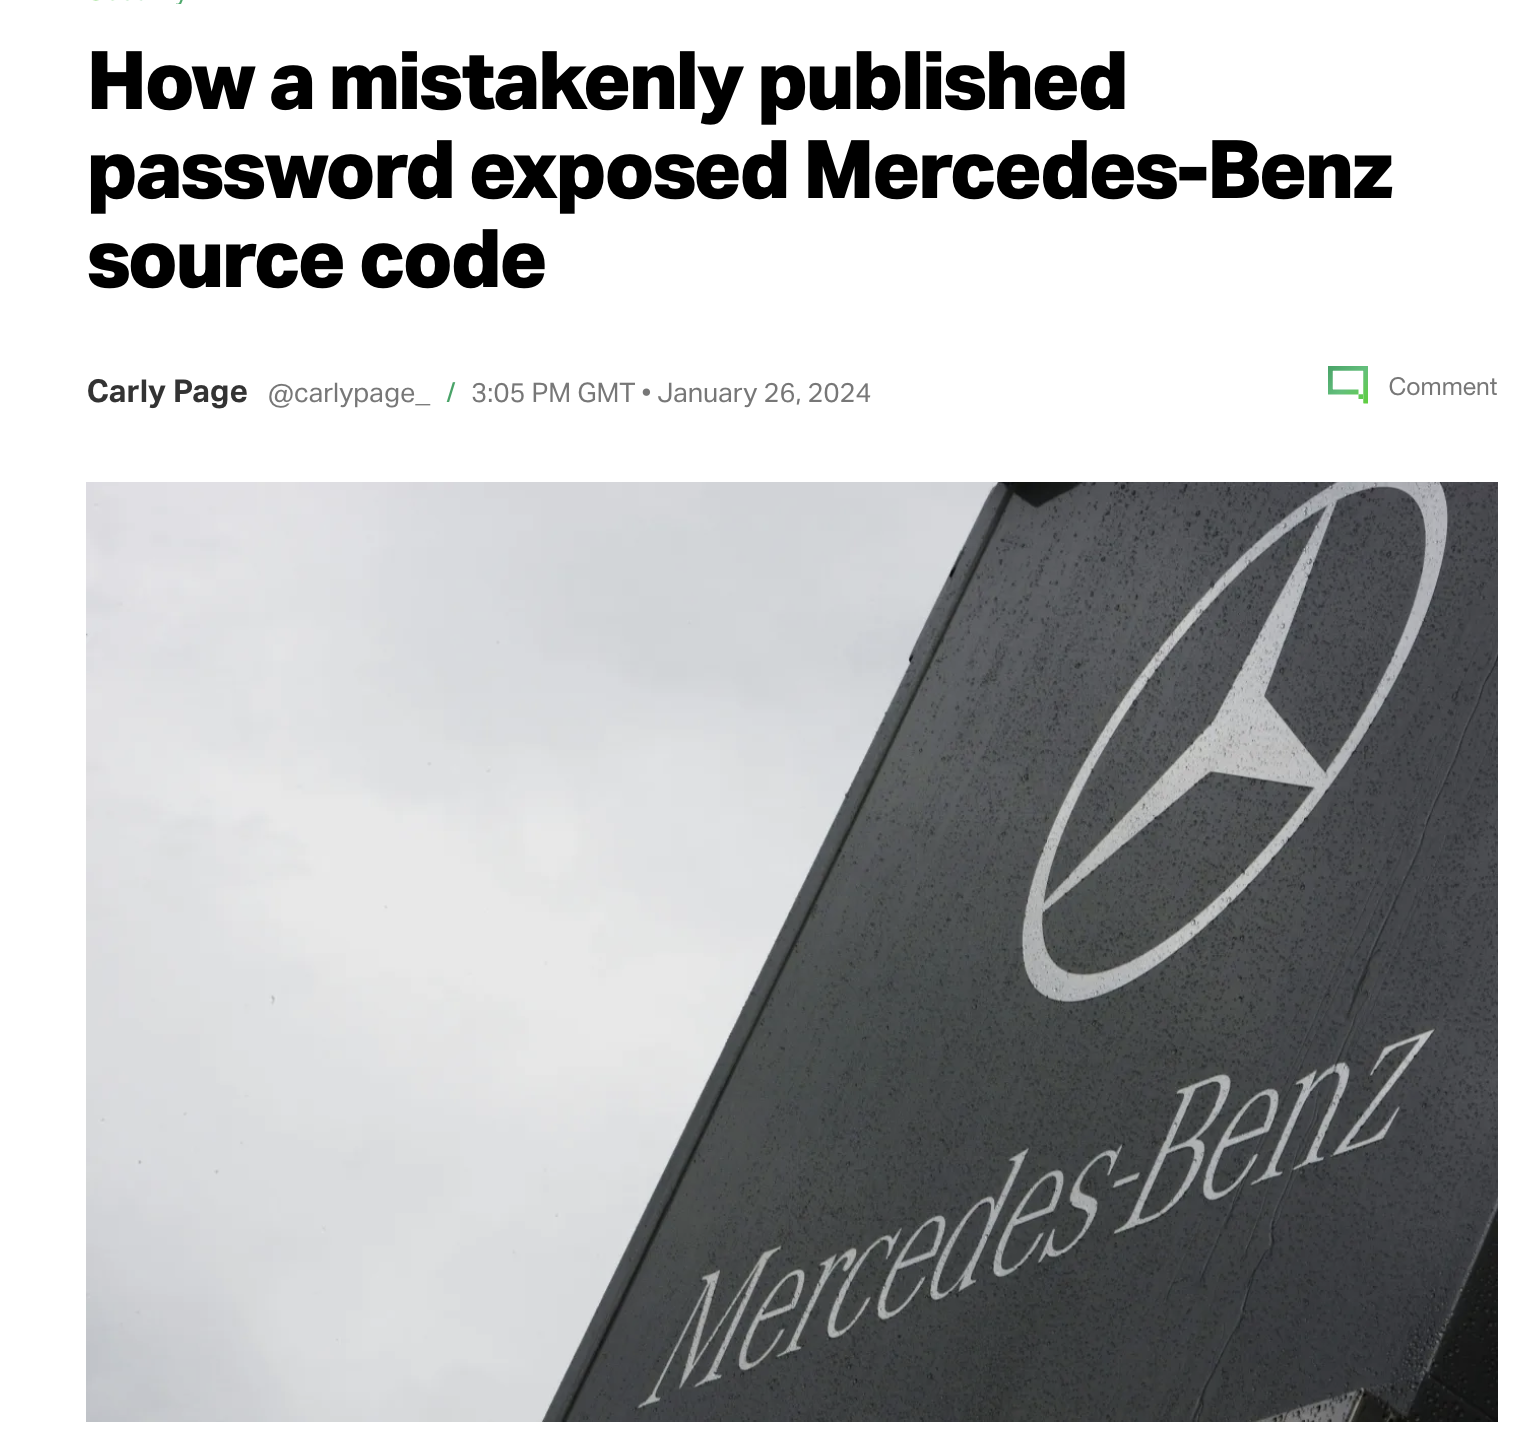 How a mistakenly published
password exposed Mercedes-Benz
source code
Carly Page @carlypage_ / 3:05 PM GMT • January 26, 2024
Comment
Mercedes-Benz